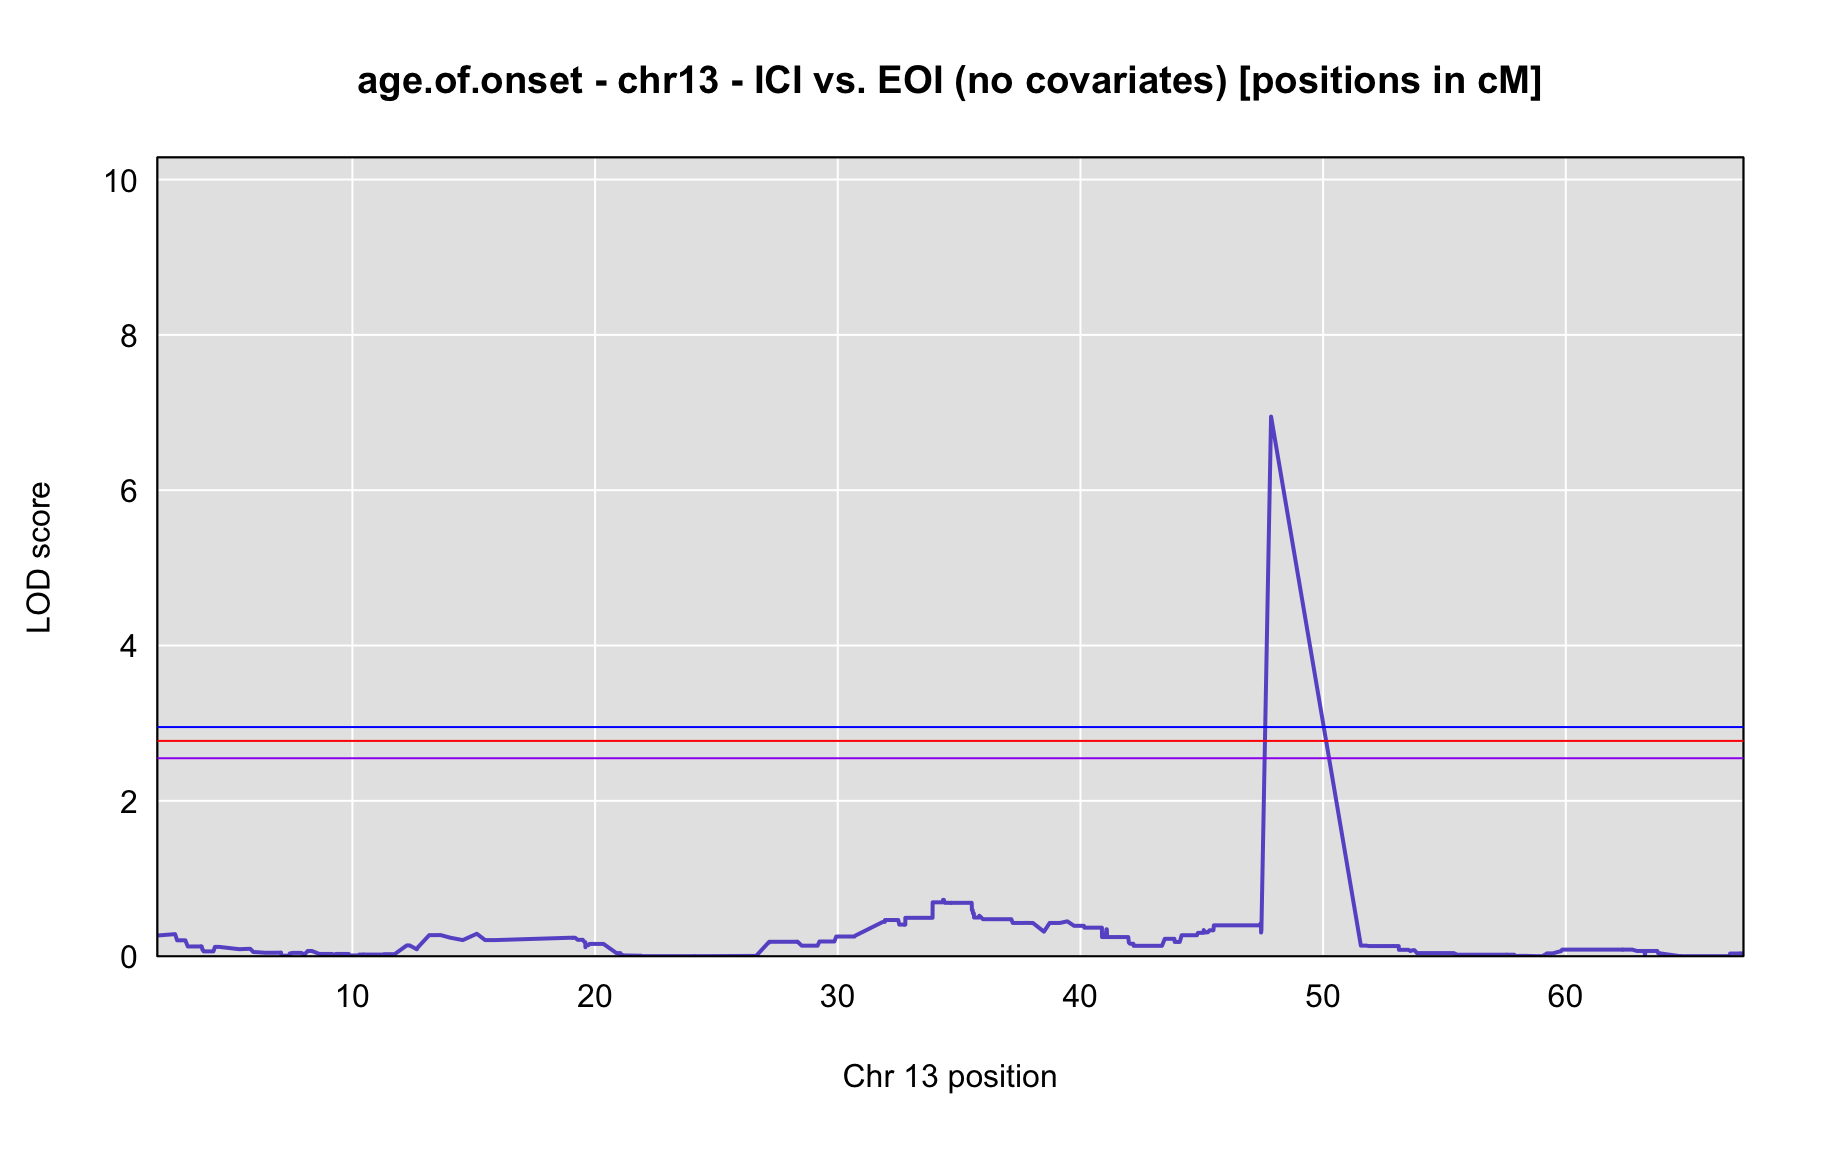 age.of.onset - chr13 - ICI vs. EOI (no covariates) [positions in cM]
10
8
6
4
2
0
LOD score
10 20 30 40 50 60
Chr 13 position